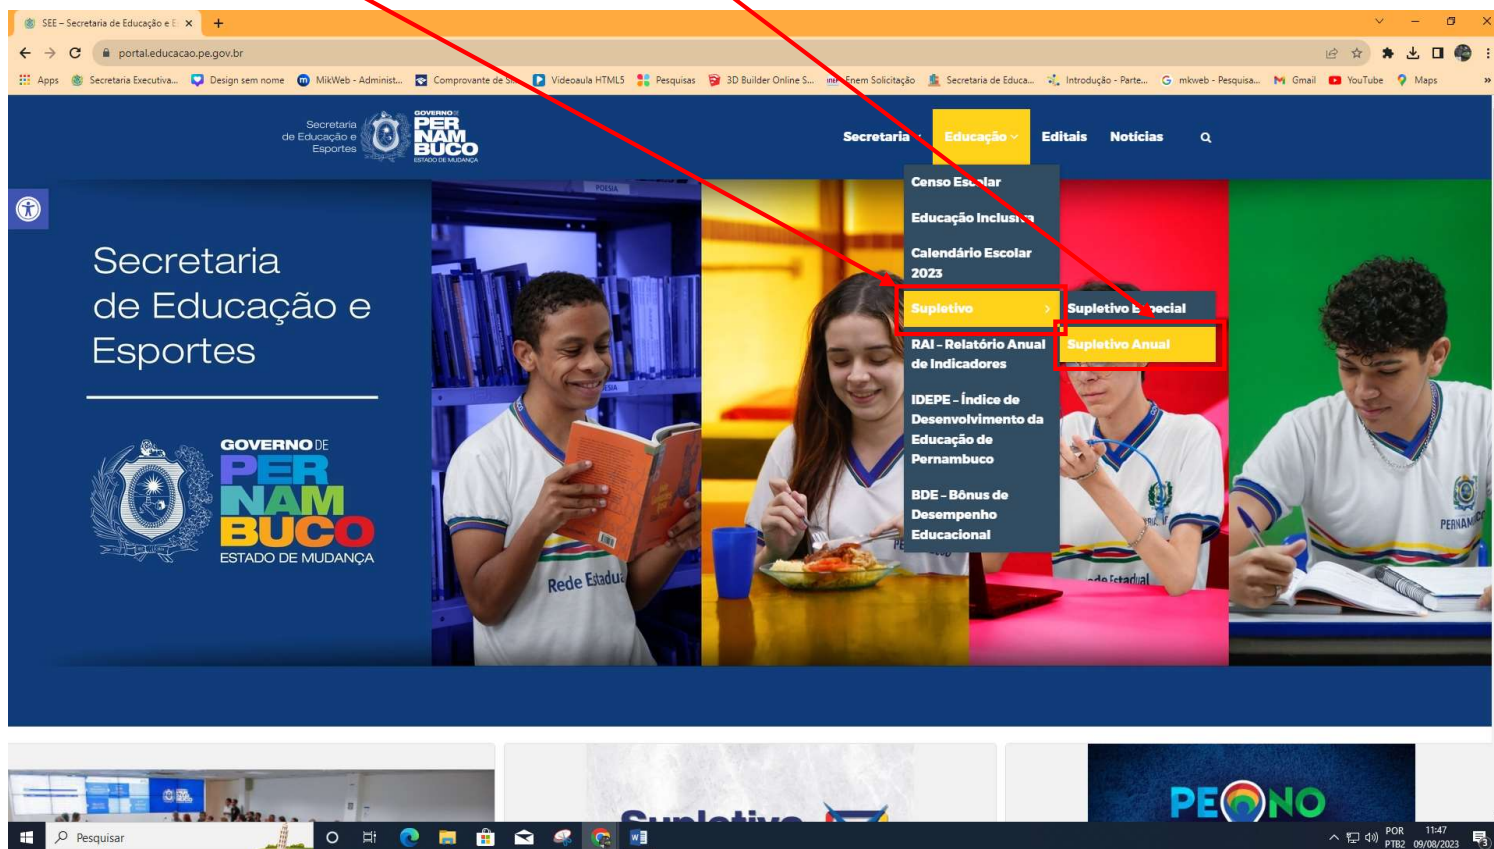 SEE – Secretaria de Educação e E
portal.educacao.pe.gov.br
Apps
Secretaria Executiva...
Design sem nome
MikWeb - Administ...
Comprovante de S...
Videoaula HTML5
Pesquisas
3D Builder Online S...
Enem Solicitação
Secretaria de Educa...
Introdução - Parte...
mkweb - Pesquisa...
Gmail
YouTube
Maps
»
Secretaria
de Educação e
Esportes
GOVERNO DE
PER
NAM
BUCO
ESTADO DE MUDANÇA
Secretaria
Educação
Editais
Notícias
Censo Escolar
Educação Inclusiva
Calendário Escolar
2023
Supletivo
Supletivo Especial
Supletivo Anual
RAI – Relatório Anual
de Indicadores
IDEPE – Índice de
Desenvolvimento da
Educação de
Pernambuco
BDE – Bônus de
Desempenho
Educacional
POESIA
Secretaria
de Educação e
Esportes
GOVERNO DE
PER
NAM
BUCO
ESTADO DE MUDANÇA
Rede Estadua
de Estadual
PERNAMBUC
Supletivo
PE NO
Pesquisar
POR
PTB2
11:47
09/08/2023